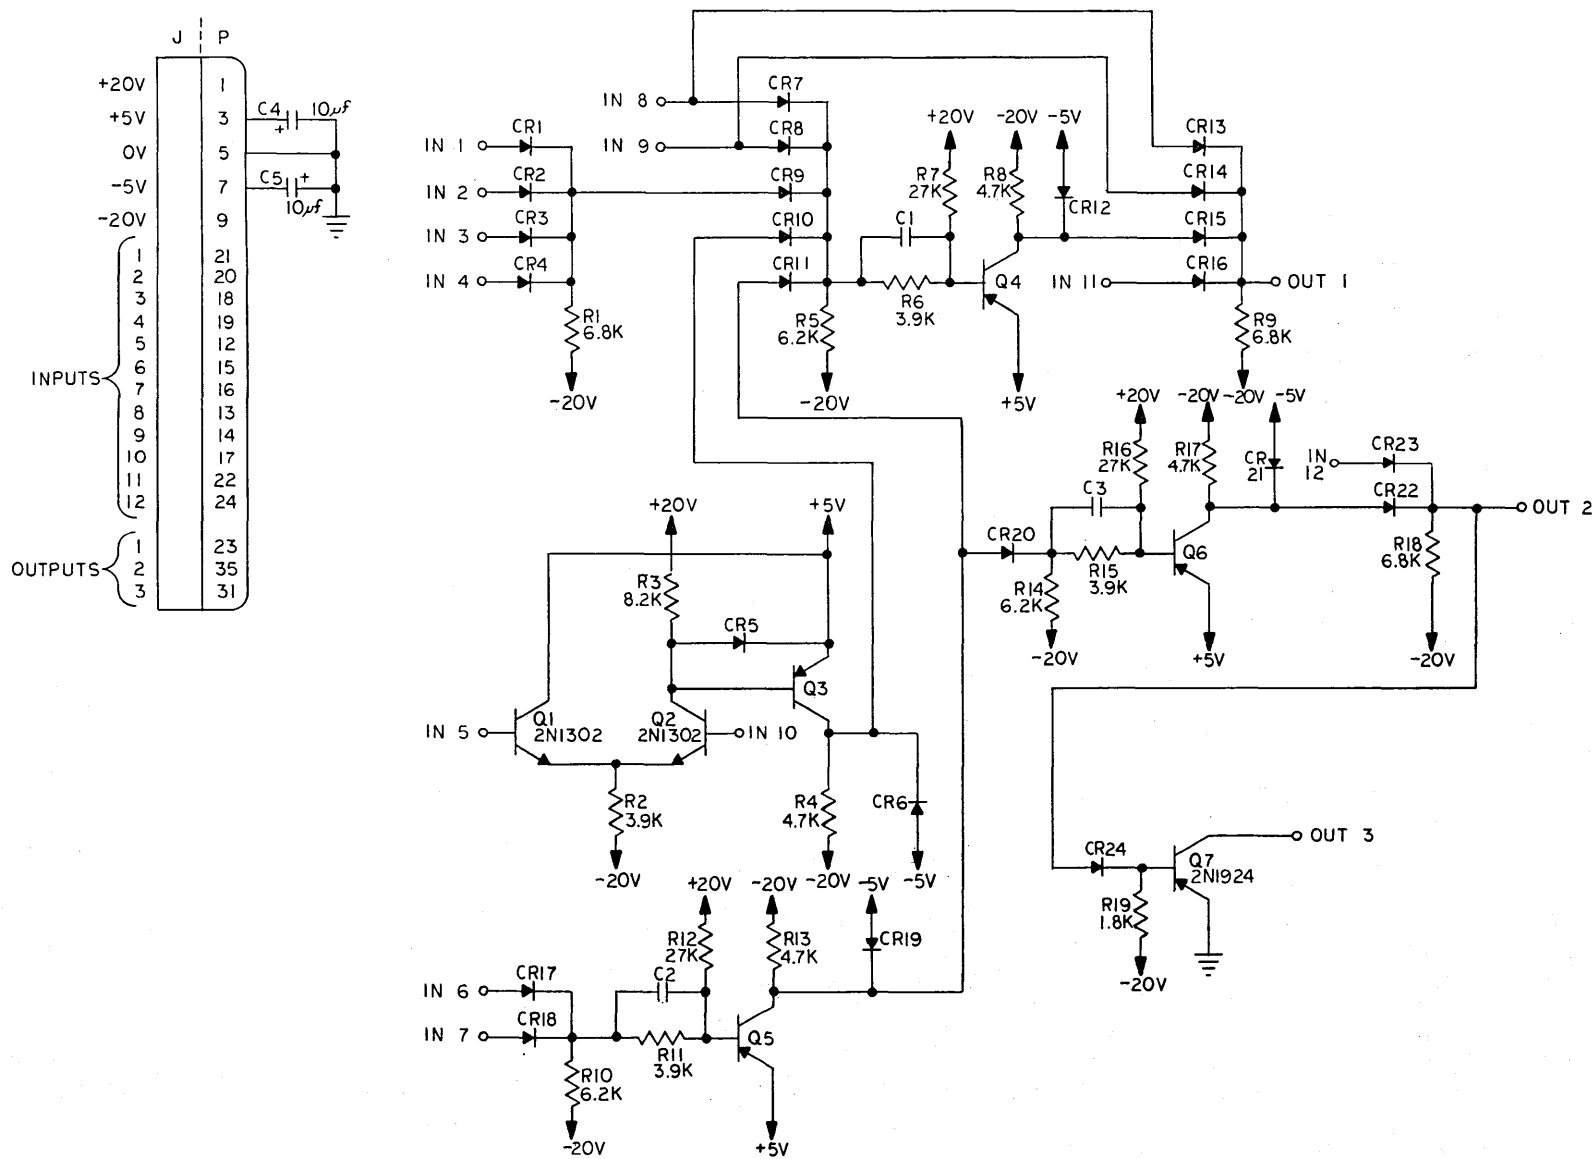 J P
+20V 1
+5V 3
0V 5
-5V 7
-20V 9
C4 10μf
+
C5 +
10μf
INPUTS
1 21
2 20
3 18
4 19
5 12
6 15
7 16
8 13
9 14
10 17
11 22
12 24
OUTPUTS
1 23
2 35
3 31
IN 1 CR1
IN 2 CR2
IN 3 CR3
IN 4 CR4
R1
6.8K
-20V
IN 8 CR7
IN 9 CR8
CR9
CR10
CR11
R5
6.2K
-20V
C1
R6
3.9K
+20V
R7
27K
-20V
R8
4.7K
-5V
CR12
Q4
+5V
CR13
CR14
CR15
IN 11 CR16 OUT 1
R9
6.8K
-20V
+20V
R3
8.2K
+5V
CR5
Q3
IN 5
Q1
2N1302
Q2
2N1302
IN 10
R2
3.9K
-20V
R4
4.7K
-20V
CR6
-5V
CR20
R14
6.2K
-20V
C3
R15
3.9K
+20V
R16
27K
-20V
R17
4.7K
-5V
CR
21
Q6
+5V
IN
12
CR23
CR22
OUT 2
R18
6.8K
-20V
IN 6 CR17
IN 7 CR18
R10
6.2K
-20V
C2
R11
3.9K
+20V
R12
27K
-20V
R13
4.7K
-5V
CR19
Q5
+5V
CR24
R19
1.8K
-20V
Q7
2N1924
OUT 3